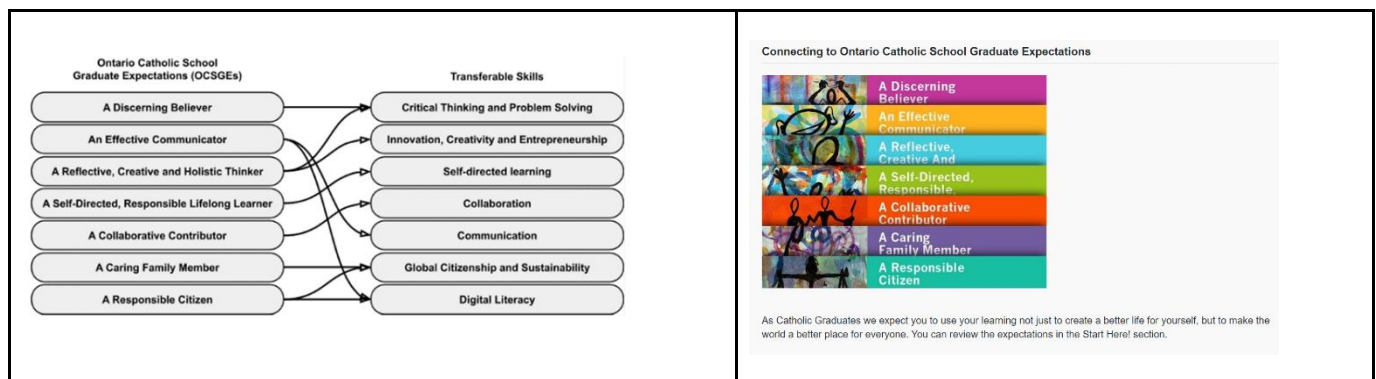 Ontario Catholic School
Graduate Expectations (OCSGEs)
Transferable Skills
A Discerning Believer
Critical Thinking and Problem Solving
An Effective Communicator
Innovation, Creativity and Entrepreneurship
A Reflective, Creative and Holistic Thinker
Self-directed learning
A Self-Directed, Responsible Lifelong Learner
Collaboration
A Collaborative Contributor
Communication
A Caring Family Member
Global Citizenship and Sustainability
A Responsible Citizen
Digital Literacy
Connecting to Ontario Catholic School Graduate Expectations
A Discerning
Believer
An Effective
Communicator
A Reflective,
Creative And
A Self-Directed,
Responsible,
A Collaborative
Contributor
A Caring
Family Member
A Responsible
Citizen
As Catholic Graduates we expect you to use your learning not just to create a better life for yourself, but to make the
world a better place for everyone. You can review the expectations in the Start Here! section.